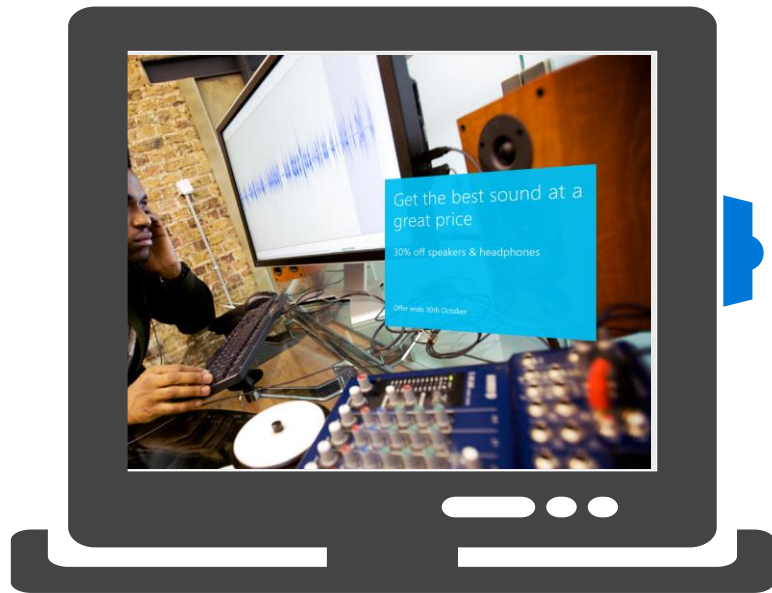 Get the best sound at a
great price
30% off speakers & headphones
Offer ends 30th October